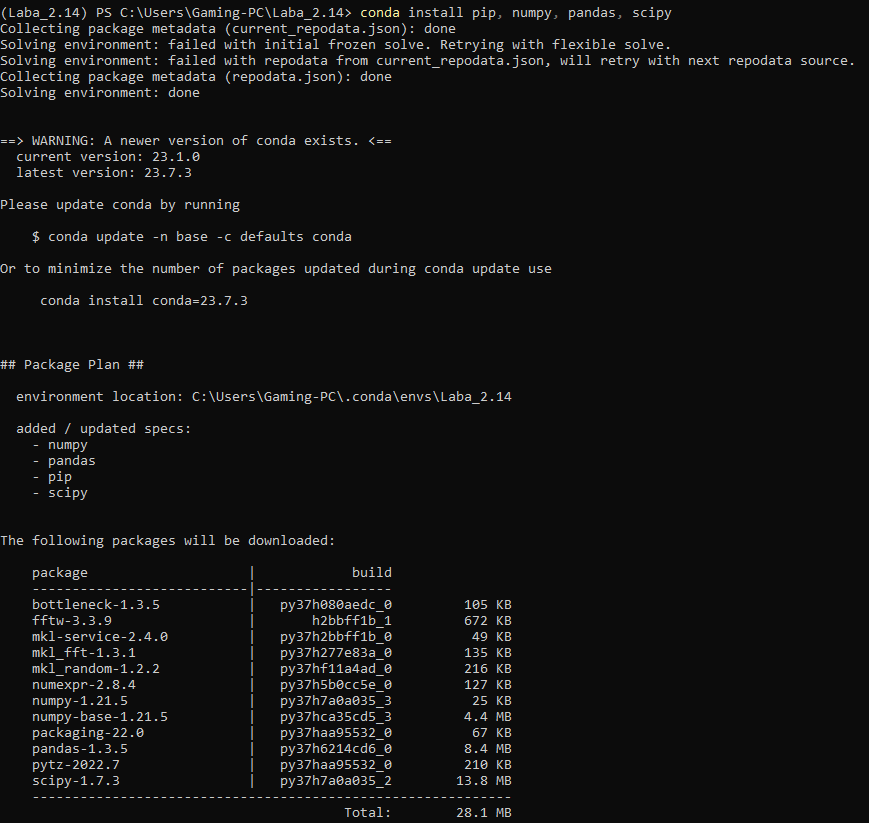 (Laba_2.14) PS C:\Users\Gaming-PC\Laba_2.14> conda install pip, numpy, pandas, scipy
Collecting package metadata (current_repodata.json): done
Solving environment: failed with initial frozen solve. Retrying with flexible solve.
Solving environment: failed with repodata from current_repodata.json, will retry with next repodata source.
Collecting package metadata (repodata.json): done
Solving environment: done
==> WARNING: A newer version of conda exists. <==
current version: 23.1.0
latest version: 23.7.3
Please update conda by running
$ conda update -n base -c defaults conda
Or to minimize the number of packages updated during conda update use
conda install conda=23.7.3
## Package Plan ##
environment location: C:\Users\Gaming-PC\.conda\envs\Laba_2.14
added / updated specs:
- numpy
- pandas
- pip
- scipy
The following packages will be downloaded:
package | build
---------------------------|-----------------
bottleneck-1.3.5 | py37h080aedc_0 105 KB
fftw-3.3.9 | h2bbff1b_1 672 KB
mkl-service-2.4.0 | py37h2bbff1b_0 49 KB
mkl_fft-1.3.1 | py37h277e83a_0 135 KB
mkl_random-1.2.2 | py37hf11a4ad_0 216 KB
numexpr-2.8.4 | py37h5b0cc5e_0 127 KB
numpy-1.21.5 | py37h7a0a035_3 25 KB
numpy-base-1.21.5 | py37hca35cd5_3 4.4 MB
packaging-22.0 | py37haa95532_0 67 KB
pandas-1.3.5 | py37h6214cd6_0 8.4 MB
pytz-2022.7 | py37haa95532_0 210 KB
scipy-1.7.3 | py37h7a0a035_2 13.8 MB
------------------------------------------------------------
Total: 28.1 MB